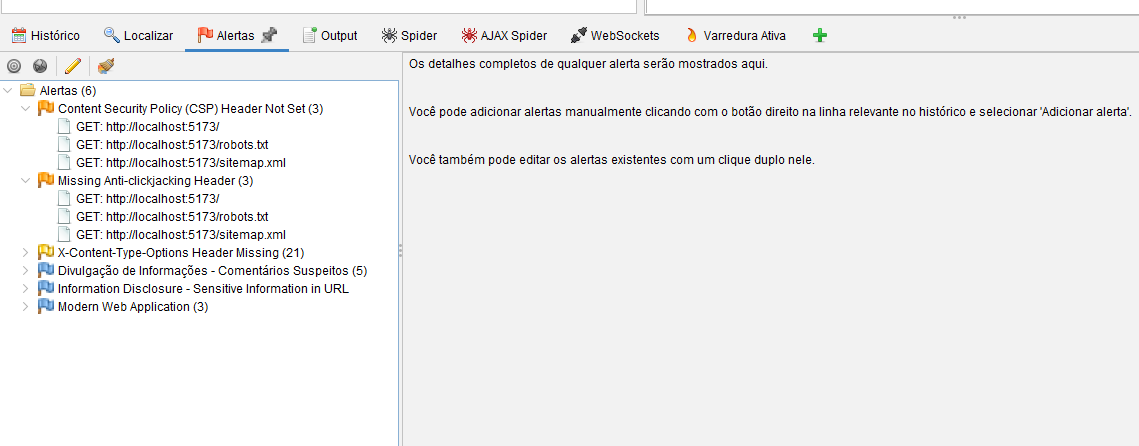 Histórico Localizar Alertas Output Spider AJAX Spider WebSockets Varredura Ativa
Alertas (6)
Content Security Policy (CSP) Header Not Set (3)
GET: http://localhost:5173/
GET: http://localhost:5173/robots.txt
GET: http://localhost:5173/sitemap.xml
Missing Anti-clickjacking Header (3)
GET: http://localhost:5173/
GET: http://localhost:5173/robots.txt
GET: http://localhost:5173/sitemap.xml
X-Content-Type-Options Header Missing (21)
Divulgação de Informações - Comentários Suspeitos (5)
Information Disclosure - Sensitive Information in URL
Modern Web Application (3)
Os detalhes completos de qualquer alerta serão mostrados aqui.
Você pode adicionar alertas manualmente clicando com o botão direito na linha relevante no histórico e selecionar 'Adicionar alerta'.
Você também pode editar os alertas existentes com um clique duplo nele.